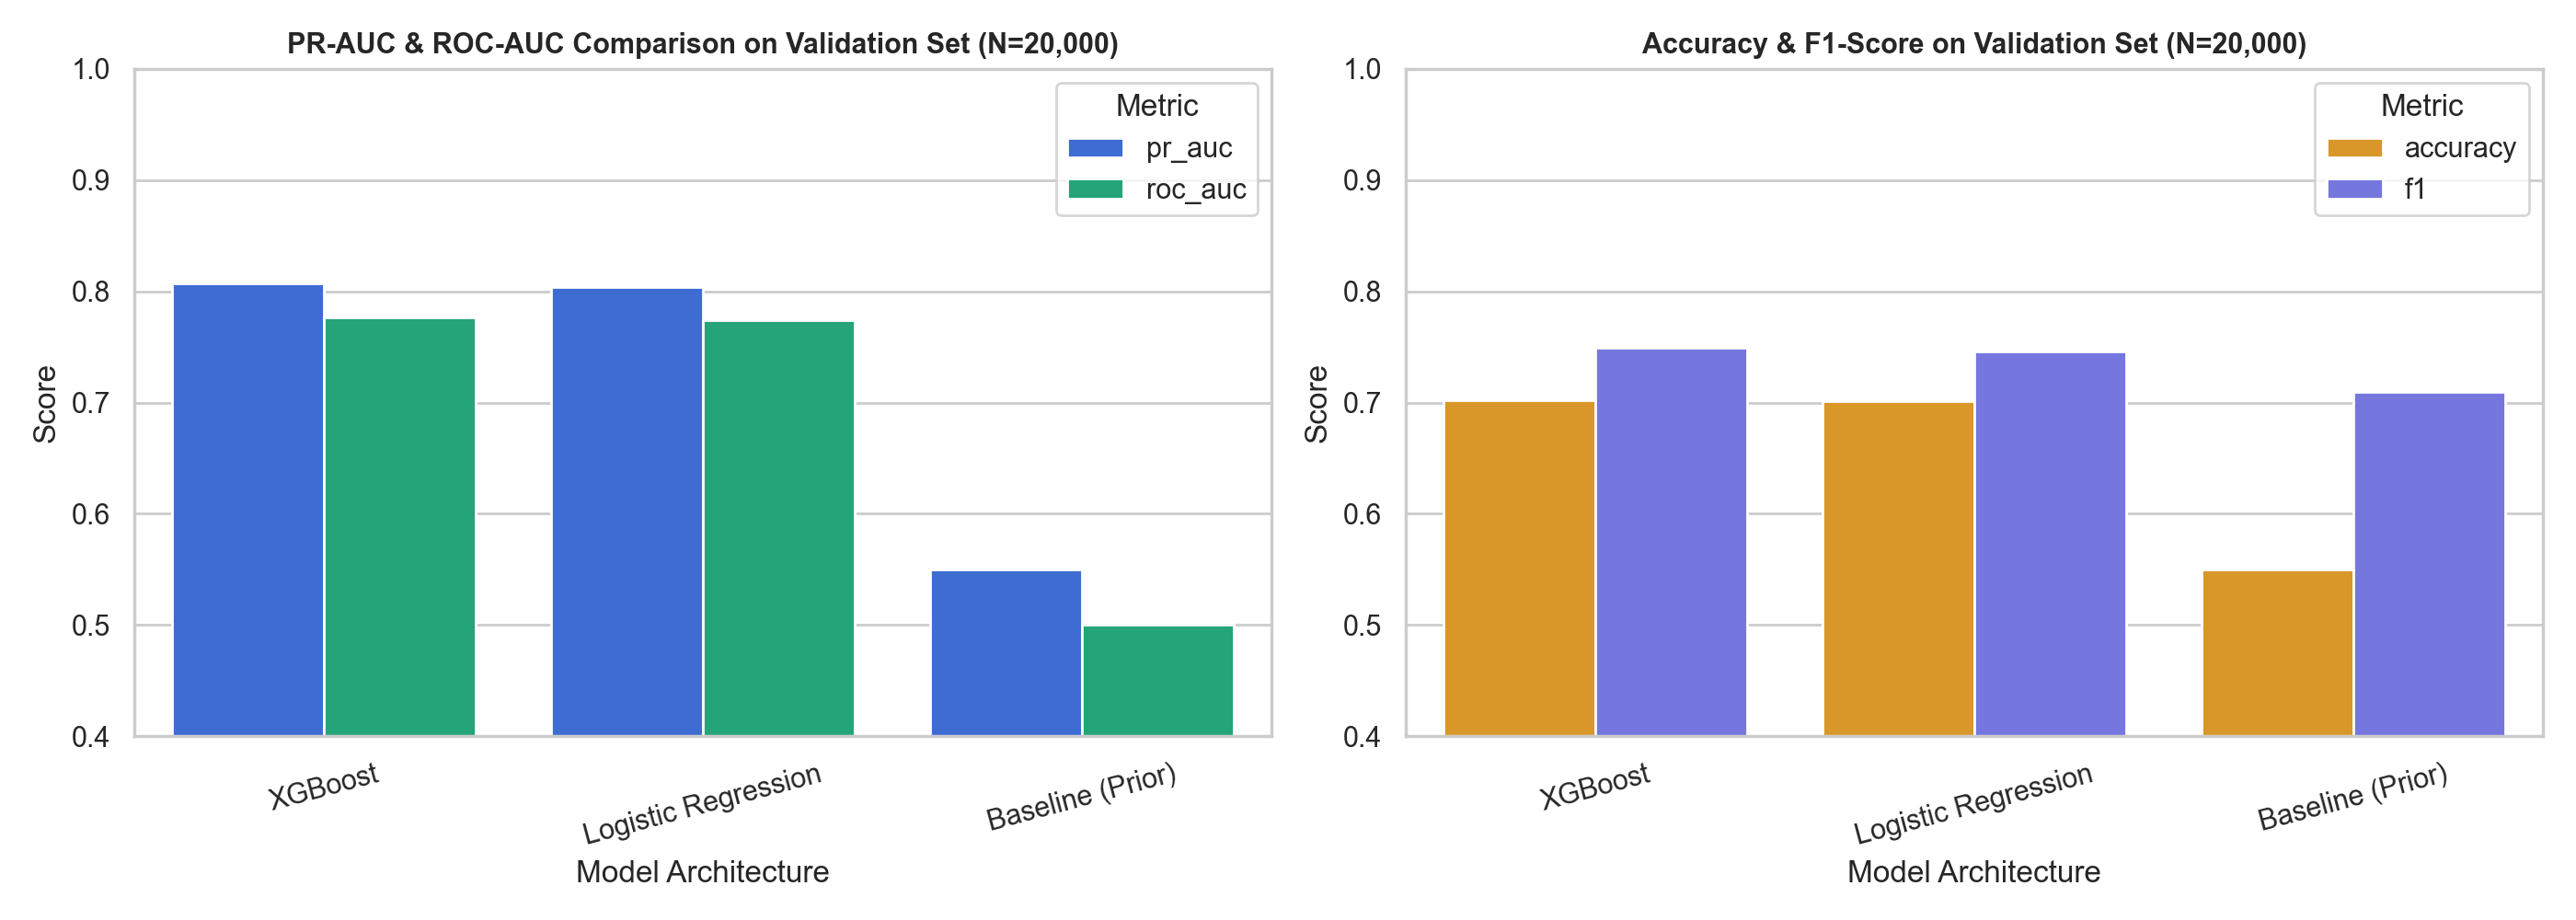 PR-AUC & ROC-AUC Comparison on Validation Set (N=20,000)
1.0
0.9
0.8
0.7
0.6
0.5
0.4
Score
Metric
pr_auc
roc_auc
XGBoost
Logistic Regression
Baseline (Prior)
Model Architecture
Accuracy & F1-Score on Validation Set (N=20,000)
1.0
0.9
0.8
0.7
0.6
0.5
0.4
Score
Metric
accuracy
f1
XGBoost
Logistic Regression
Baseline (Prior)
Model Architecture